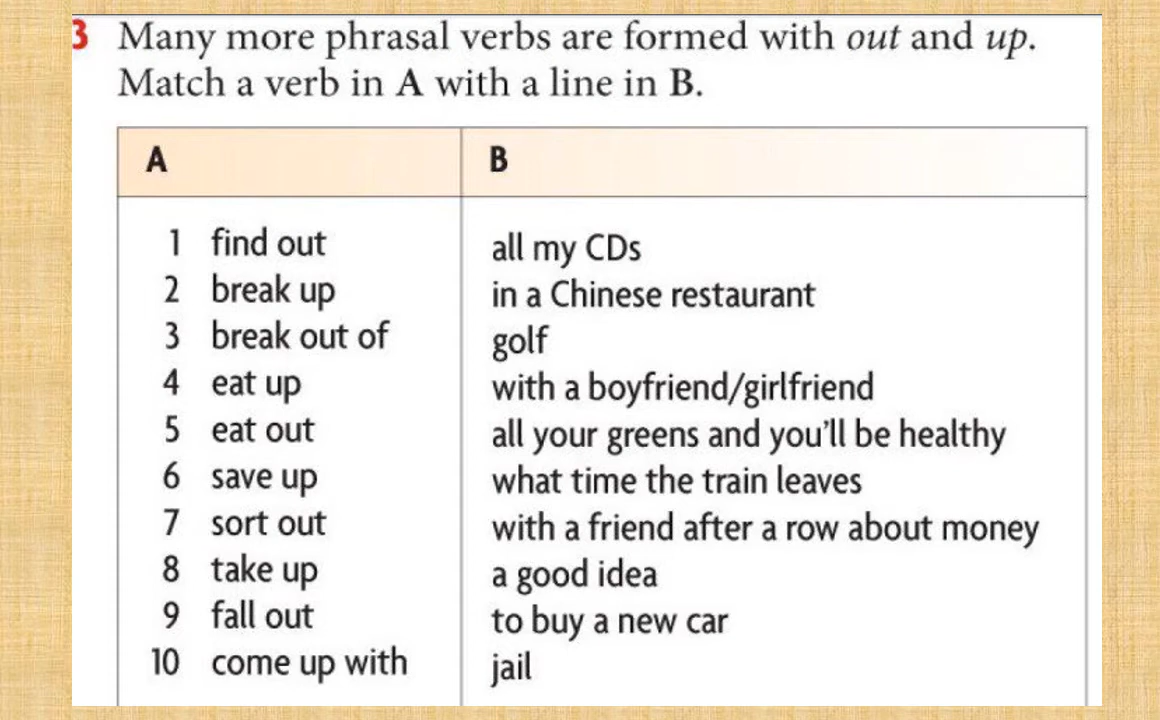 3 Many more phrasal verbs are formed with out and up.
Match a verb in A with a line in B.
A B
1 find out all my CDs
2 break up in a Chinese restaurant
3 break out of golf
4 eat up with a boyfriend/girlfriend
5 eat out all your greens and you’ll be healthy
6 save up what time the train leaves
7 sort out with a friend after a row about money
8 take up a good idea
9 fall out to buy a new car
10 come up with jail